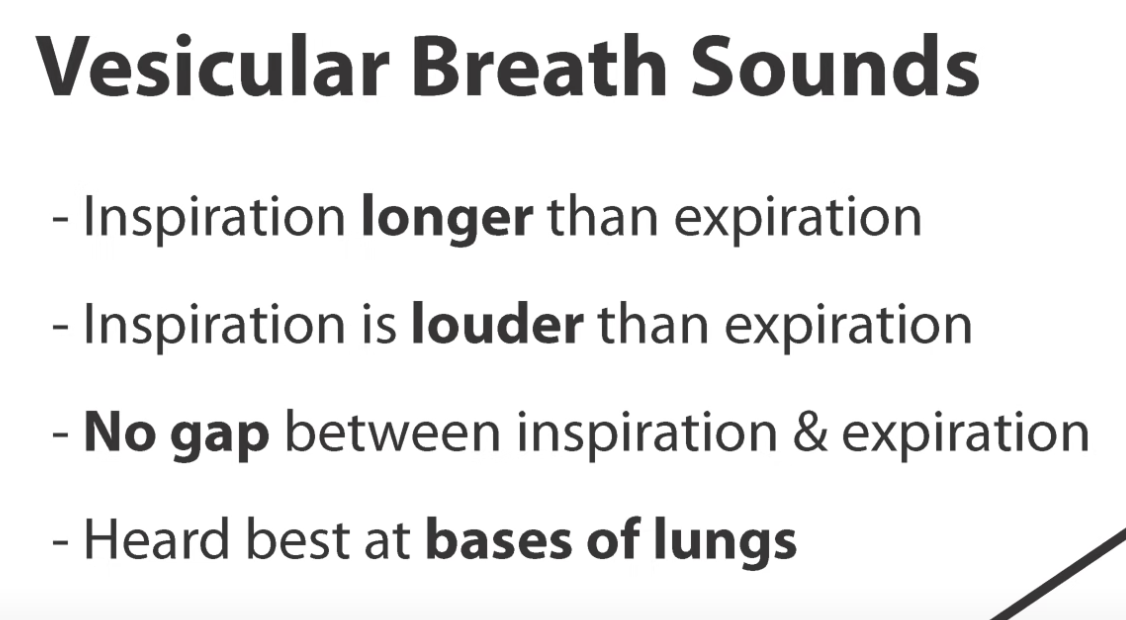 Vesicular Breath Sounds
- Inspiration longer than expiration
- Inspiration is louder than expiration
- No gap between inspiration & expiration
- Heard best at bases of lungs